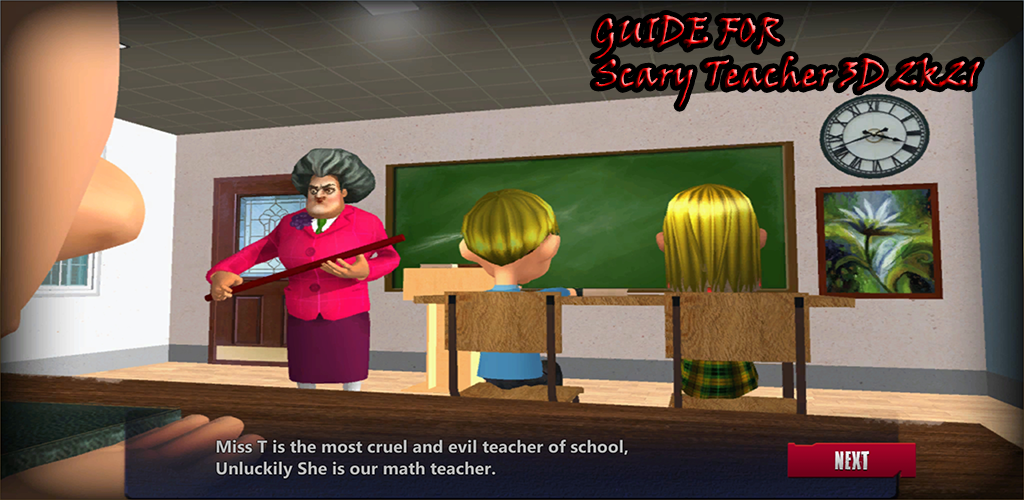 GUIDE FOR
Scary Teacher 3D 2k21
Miss T is the most cruel and evil teacher of school,
Unluckily She is our math teacher.
NEXT